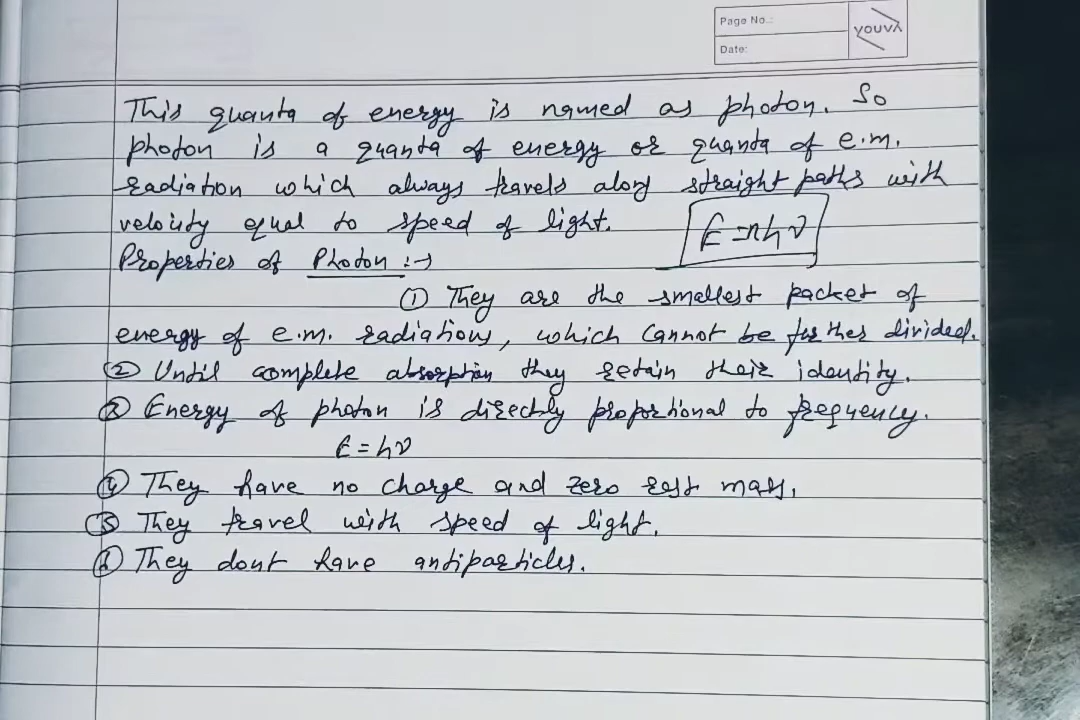 Page No.:
Date:
YOUVA
This quanta of energy is named as photon. So
photon is a quanta of energy or quanta of e.m.
radiation which always travels along straight paths with
velocity equal to speed of light.
E = nhν
Properties of Photon :→
① They are the smallest packet of
energy of e.m. radiations, which cannot be further divided.
② Until complete absorption they retain their identity.
③ Energy of photon is directly proportional to frequency.
E = hν
④ They have no charge and zero rest mass.
⑤ They travel with speed of light.
⑥ They dont have antiparticles.